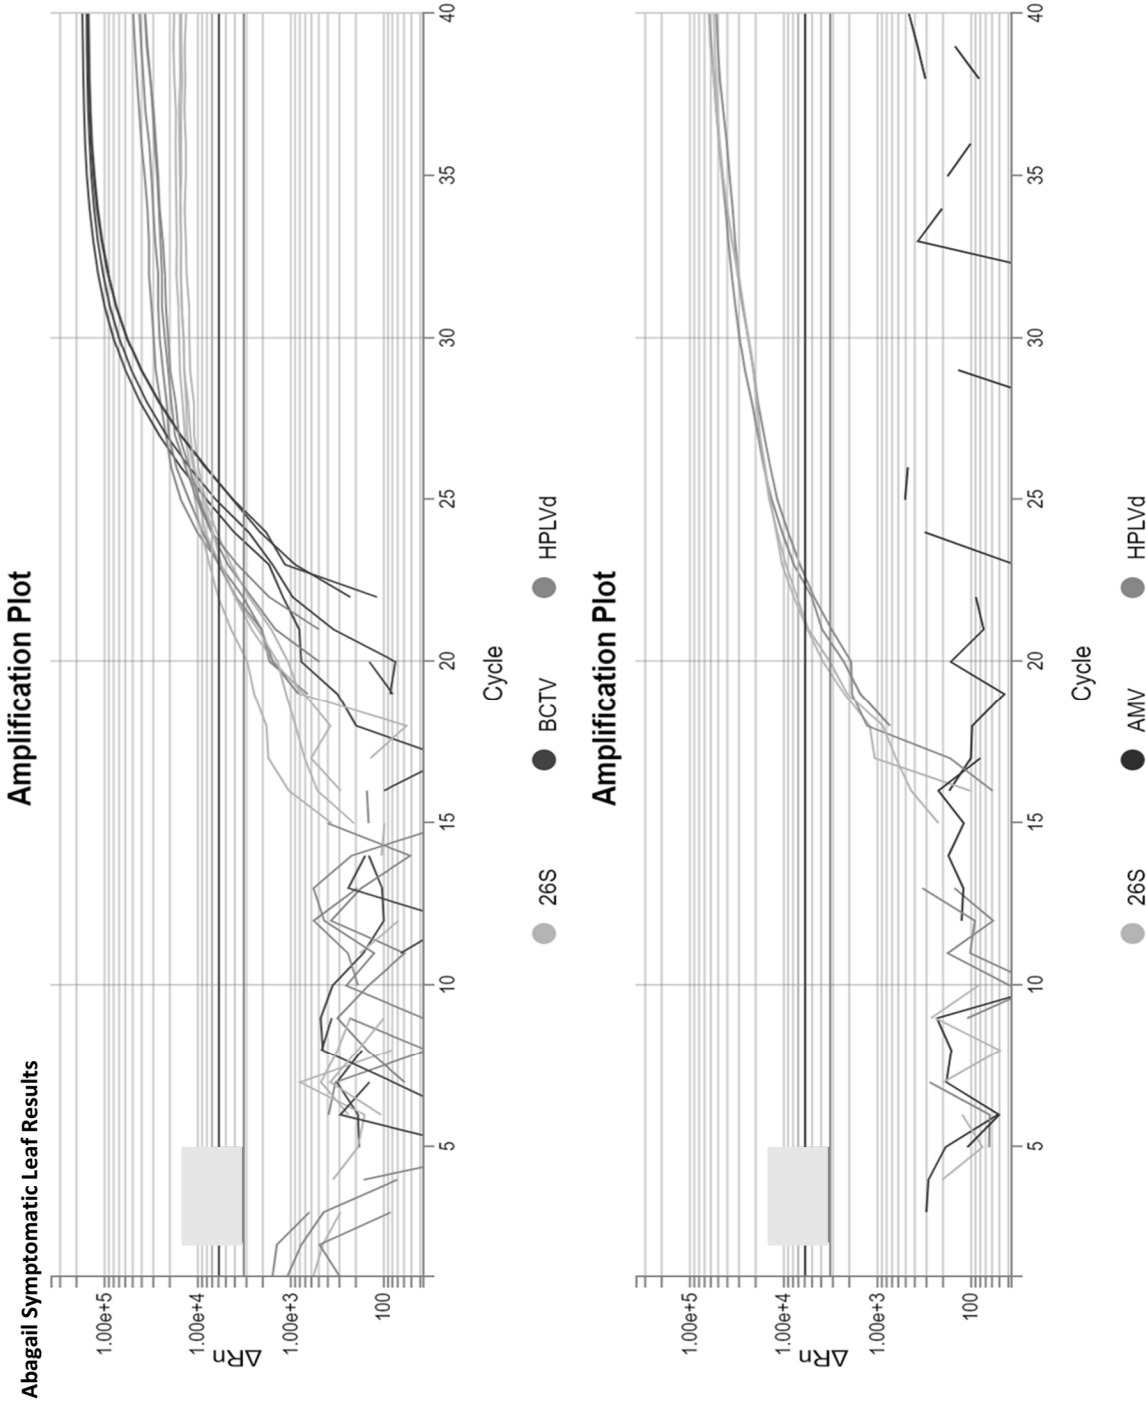 Abagail Symptomatic Leaf Results
Amplification Plot
1.00e+5
1.00e+4
1.00e+3
100
ΔRn
5
10
15
20
25
30
35
40
Cycle
26S BCTV HPLVd
Amplification Plot
1.00e+5
1.00e+4
1.00e+3
100
ΔRn
5
10
15
20
25
30
35
40
Cycle
26S AMV HPLVd